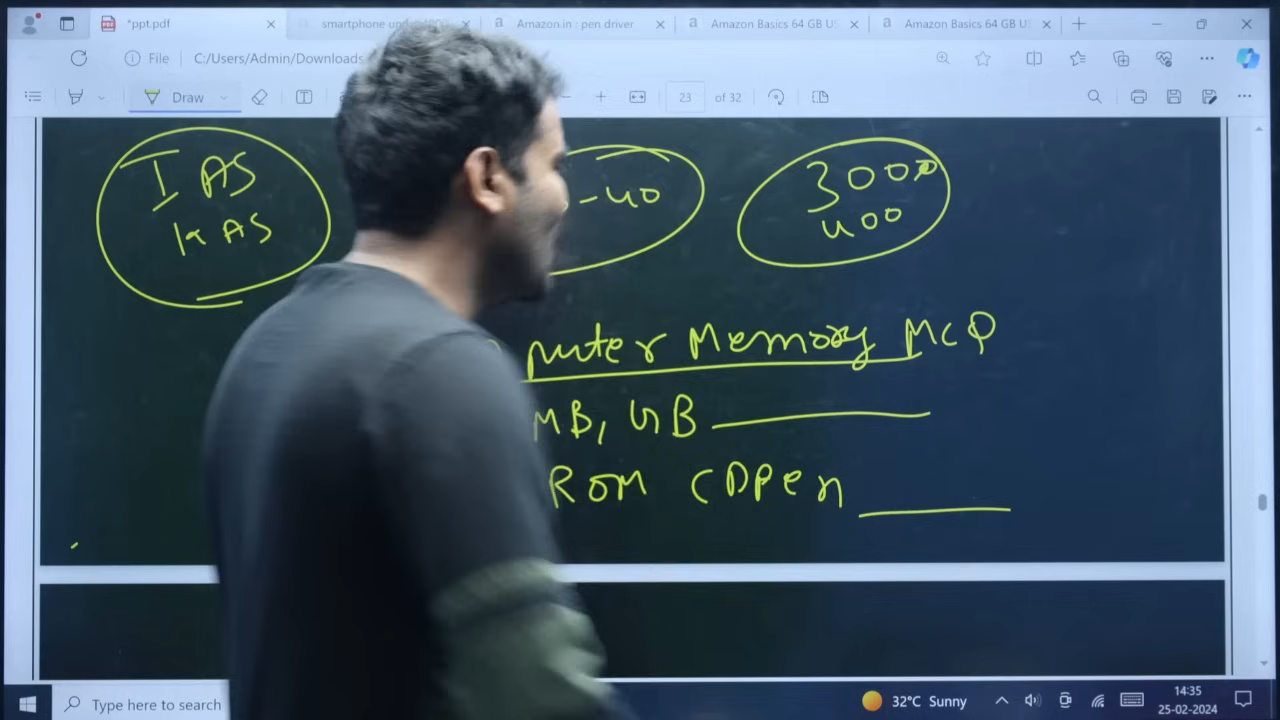 *ppt.pdf
Amazon.in : pen driver
Amazon Basics 64 GB U
Amazon Basics 64 GB U
File C:/Users/Admin/Downloads
Draw 23 of 32
I AS
KAS
-40
3000
400
puter Memory MCQ
MB, GB
ROM CDPen
Type here to search
32°C Sunny
14:35
25-02-2024